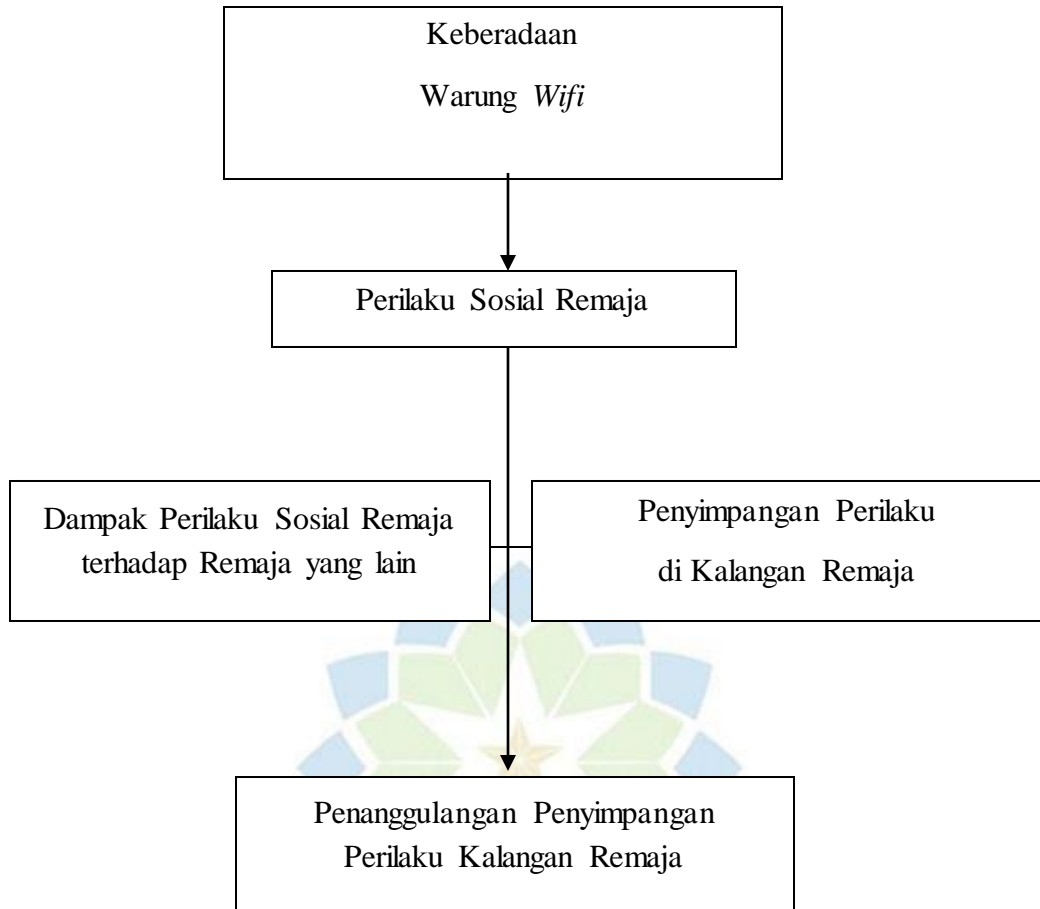 Keberadaan
Warung Wifi
Perilaku Sosial Remaja
Dampak Perilaku Sosial Remaja
terhadap Remaja yang lain
Penyimpangan Perilaku
di Kalangan Remaja
Penanggulangan Penyimpangan
Perilaku Kalangan Remaja